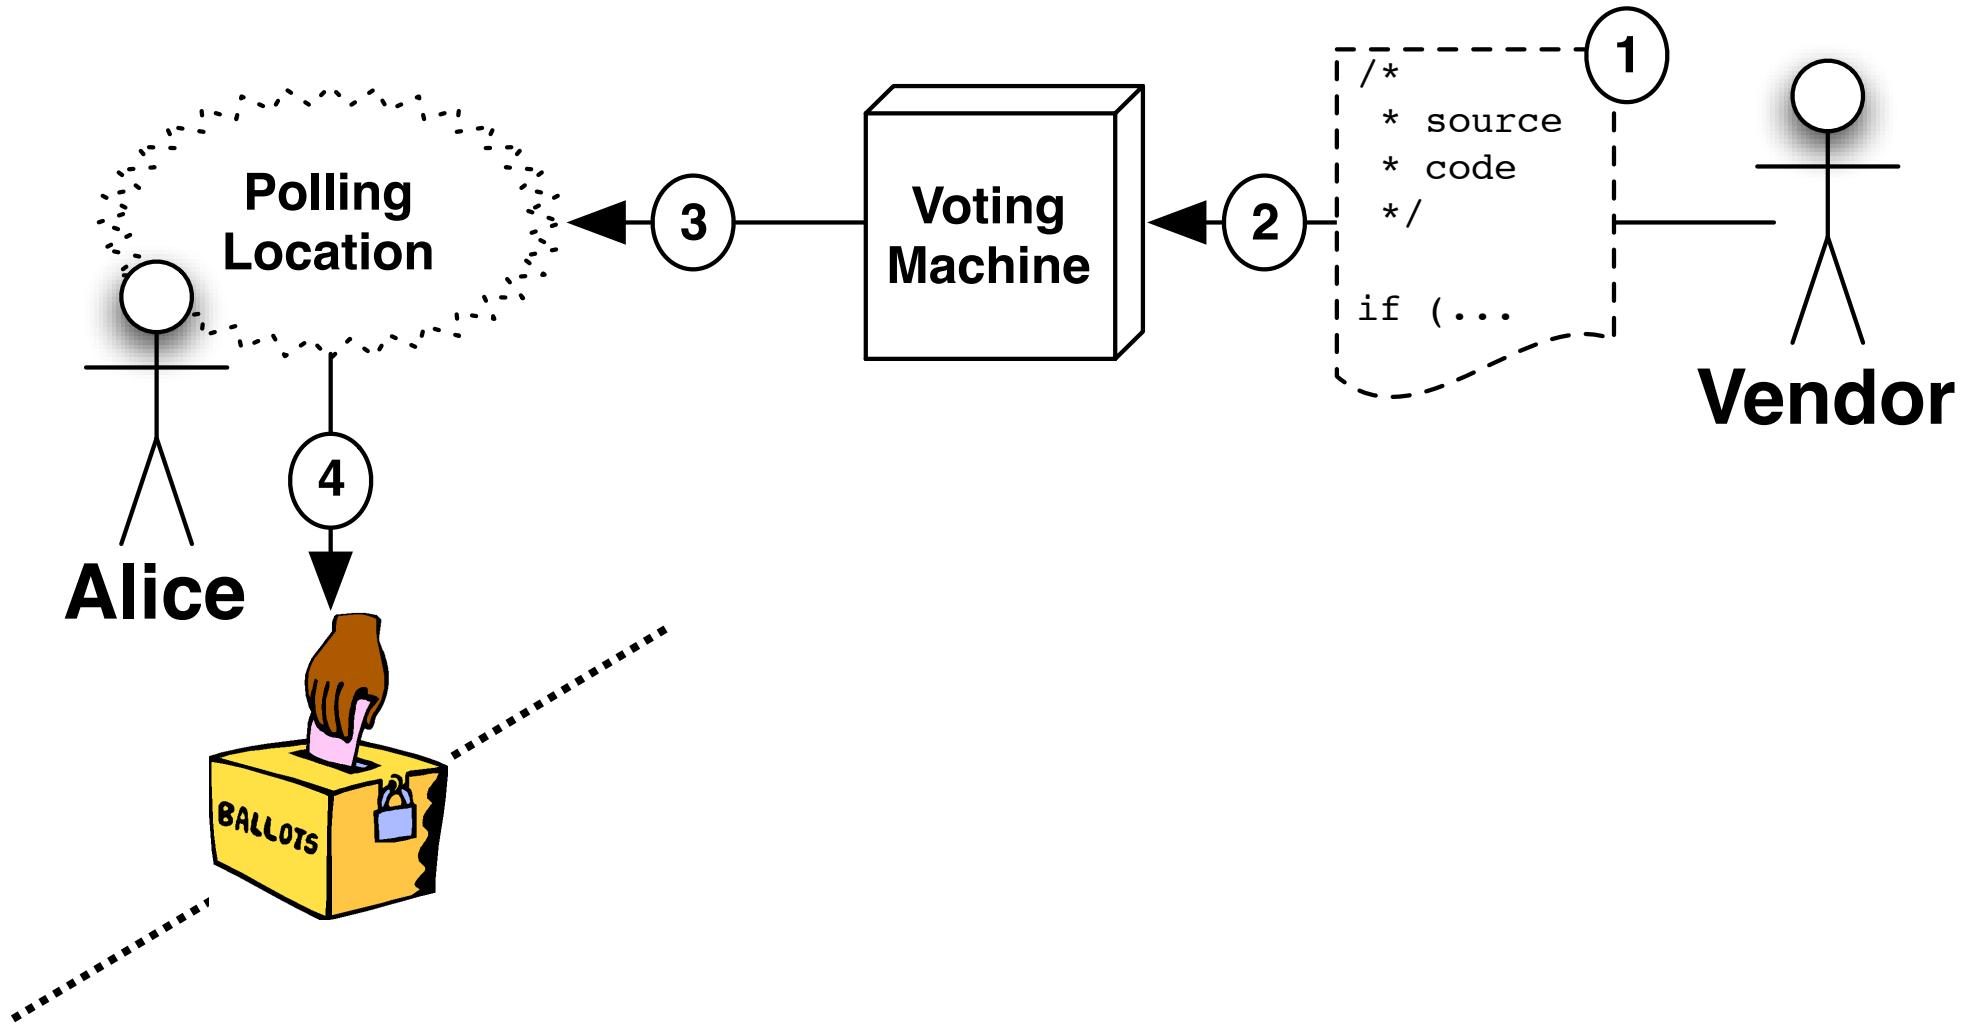 1
/*
* source
* code
*/
if (...
Polling
Location
3
Voting
Machine
2
Vendor
4
Alice
BALLOTS